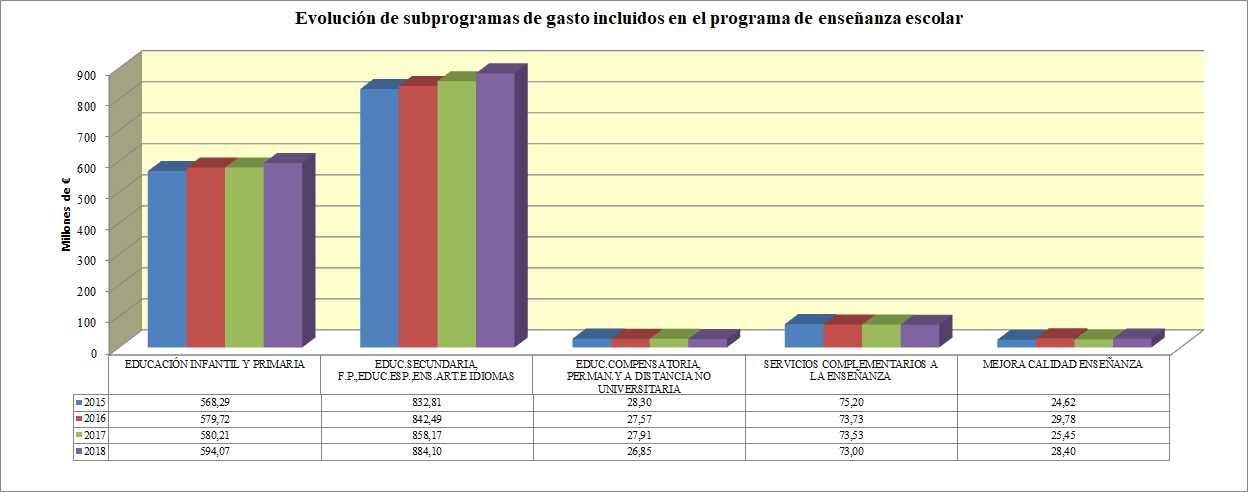 Evolución de subprogramas de gasto incluidos en el programa de enseñanza escolar
Millones de €
900
800
700
600
500
400
300
200
100
0
EDUCACIÓN INFANTIL Y PRIMARIA
EDUC.SECUNDARIA,
F.P.,EDUC.ESP.,ENS.ART.E IDIOMAS
EDUC.COMPENSATORIA,
PERMAN.Y A DISTANCIA NO
UNIVERSITARIA
SERVICIOS COMPLEMENTARIOS A
LA ENSEÑANZA
MEJORA CALIDAD ENSEÑANZA
2015 568,29 832,81 28,30 75,20 24,62
2016 579,72 842,49 27,57 73,73 29,78
2017 580,21 858,17 27,91 73,53 25,45
2018 594,07 884,10 26,85 73,00 28,40